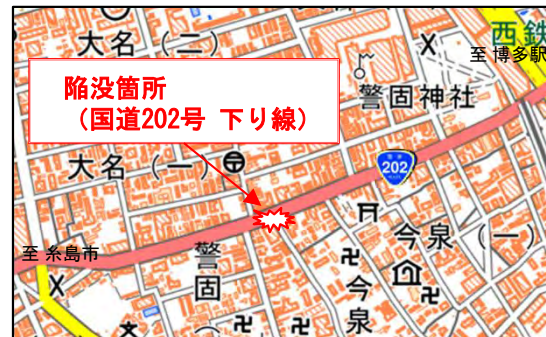 大名（二）
西鉄
至 博多駅
陥没箇所
（国道202号 下り線）
警固神社
大名（一）
202
今泉（一）
至 糸島市
警固
今泉